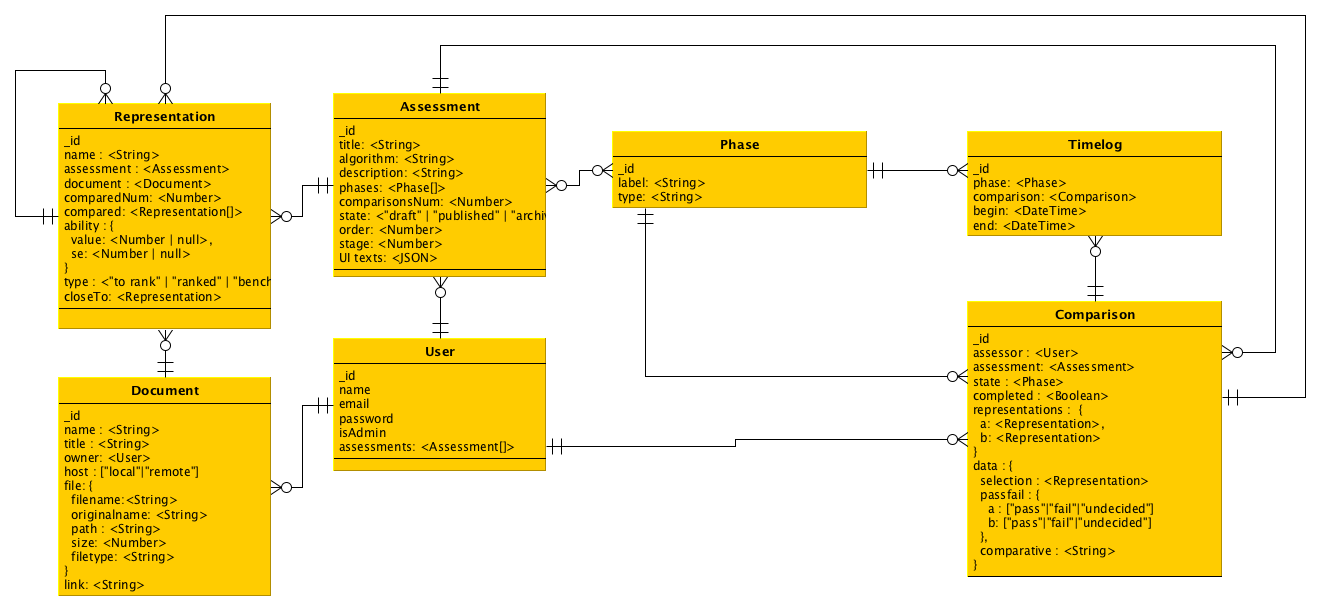 Representation
_id
name : <String>
assessment : <Assessment>
document : <Document>
comparedNum: <Number>
compared: <Representation[]>
ability : {
value: <Number | null>,
se: <Number | null>
}
type : <"to rank" | "ranked" | "bench
closeTo: <Representation>
Assessment
_id
title: <String>
algorithm: <String>
description: <String>
phases: <Phase[]>
comparisonsNum: <Number>
state: <"draft" | "published" | "archiv
order: <Number>
stage: <Number>
UI texts: <JSON>
Phase
_id
label: <String>
type: <String>
Timelog
_id
phase: <Phase>
comparison: <Comparison>
begin: <DateTime>
end: <DateTime>
Document
_id
name : <String>
title : <String>
owner: <User>
host : ["local"|"remote"]
file: {
filename:<String>
originalname: <String>
path : <String>
size: <Number>
filetype: <String>
}
link: <String>
User
_id
name
email
password
isAdmin
assessments: <Assessment[]>
Comparison
_id
assessor : <User>
assessment: <Assessment>
state : <Phase>
completed : <Boolean>
representations : {
a: <Representation>,
b: <Representation>
}
data : {
selection : <Representation>
passfail : {
a : ["pass"|"fail"|"undecided"]
b: ["pass"|"fail"|"undecided"]
},
comparative : <String>
}